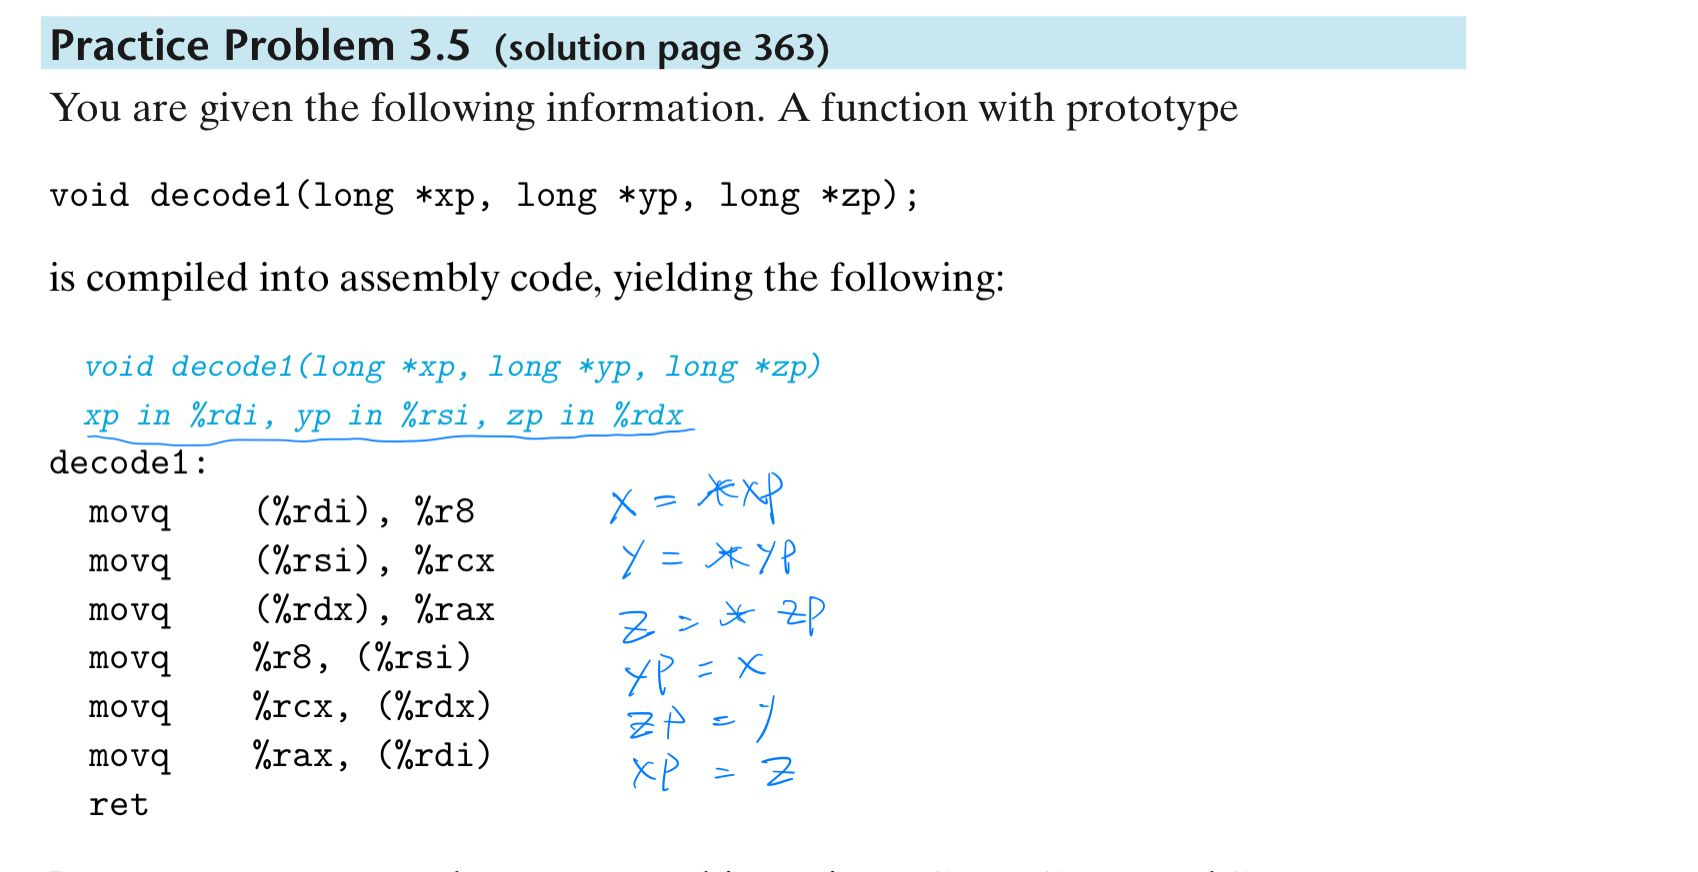 Practice Problem 3.5 (solution page 363)
You are given the following information. A function with prototype
void decode1(long *xp, long *yp, long *zp);
is compiled into assembly code, yielding the following:
void decode1(long *xp, long *yp, long *zp)
xp in %rdi, yp in %rsi, zp in %rdx
decode1:
movq (%rdi), %r8 x = *xp
movq (%rsi), %rcx y = *yp
movq (%rdx), %rax z = * zp
movq %r8, (%rsi) yp = x
movq %rcx, (%rdx) zp = y
movq %rax, (%rdi) xp = z
ret